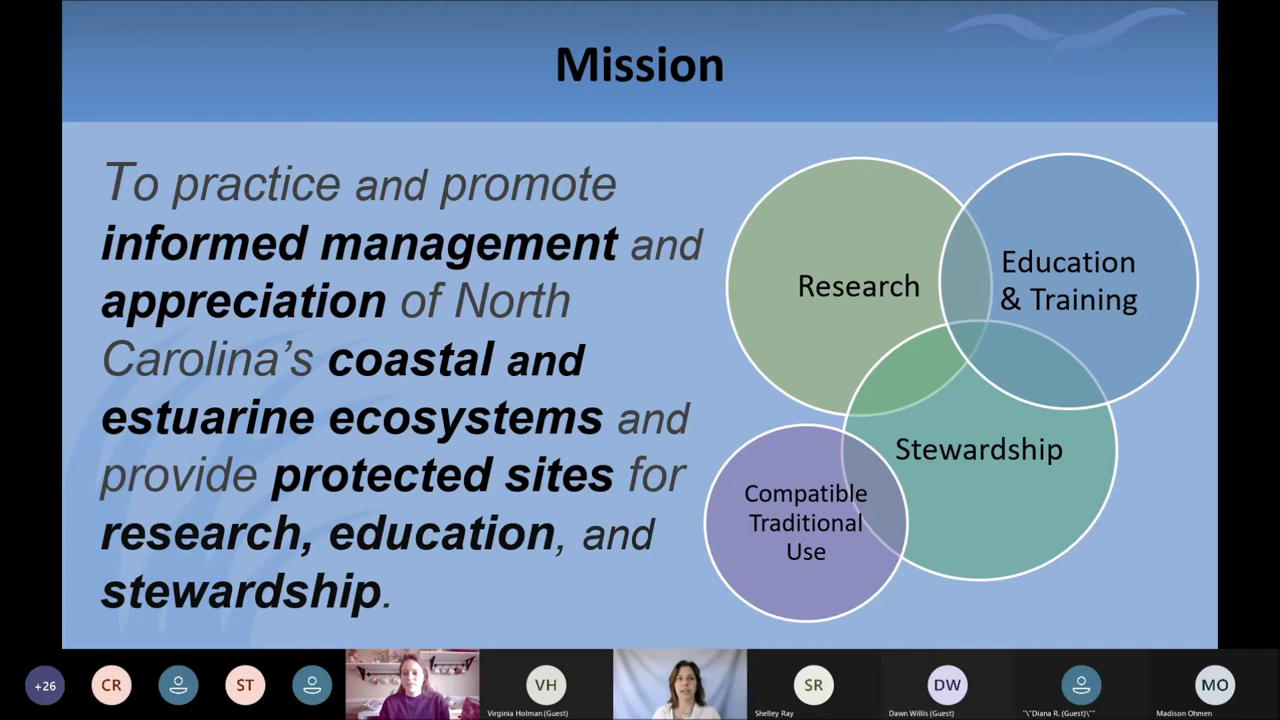 Mission
To practice and promote
informed management and
appreciation of North
Carolina's coastal and
estuarine ecosystems and
provide protected sites for
research, education, and
stewardship.
Research
Education
& Training
Stewardship
Compatible
Traditional
Use
+26
CR
ST
VH
Virginia Holman (Guest)
SR
Shelley Ray
DW
Dawn Willis (Guest)
"\"Diana R. (Guest)\""
MO
Madison Ohmen